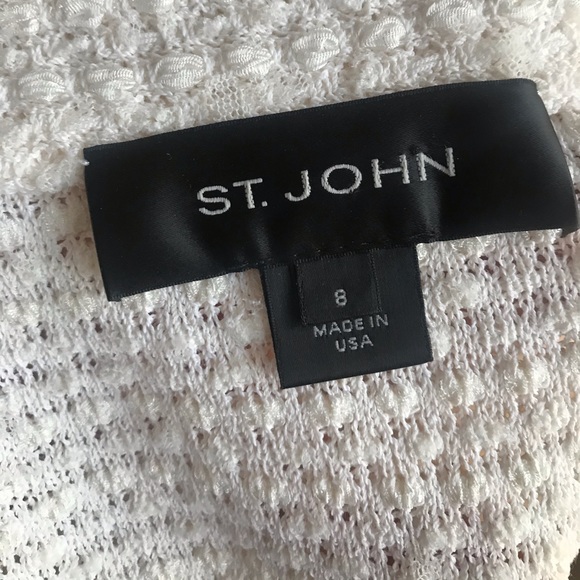 ST. JOHN
8
MADE IN
USA